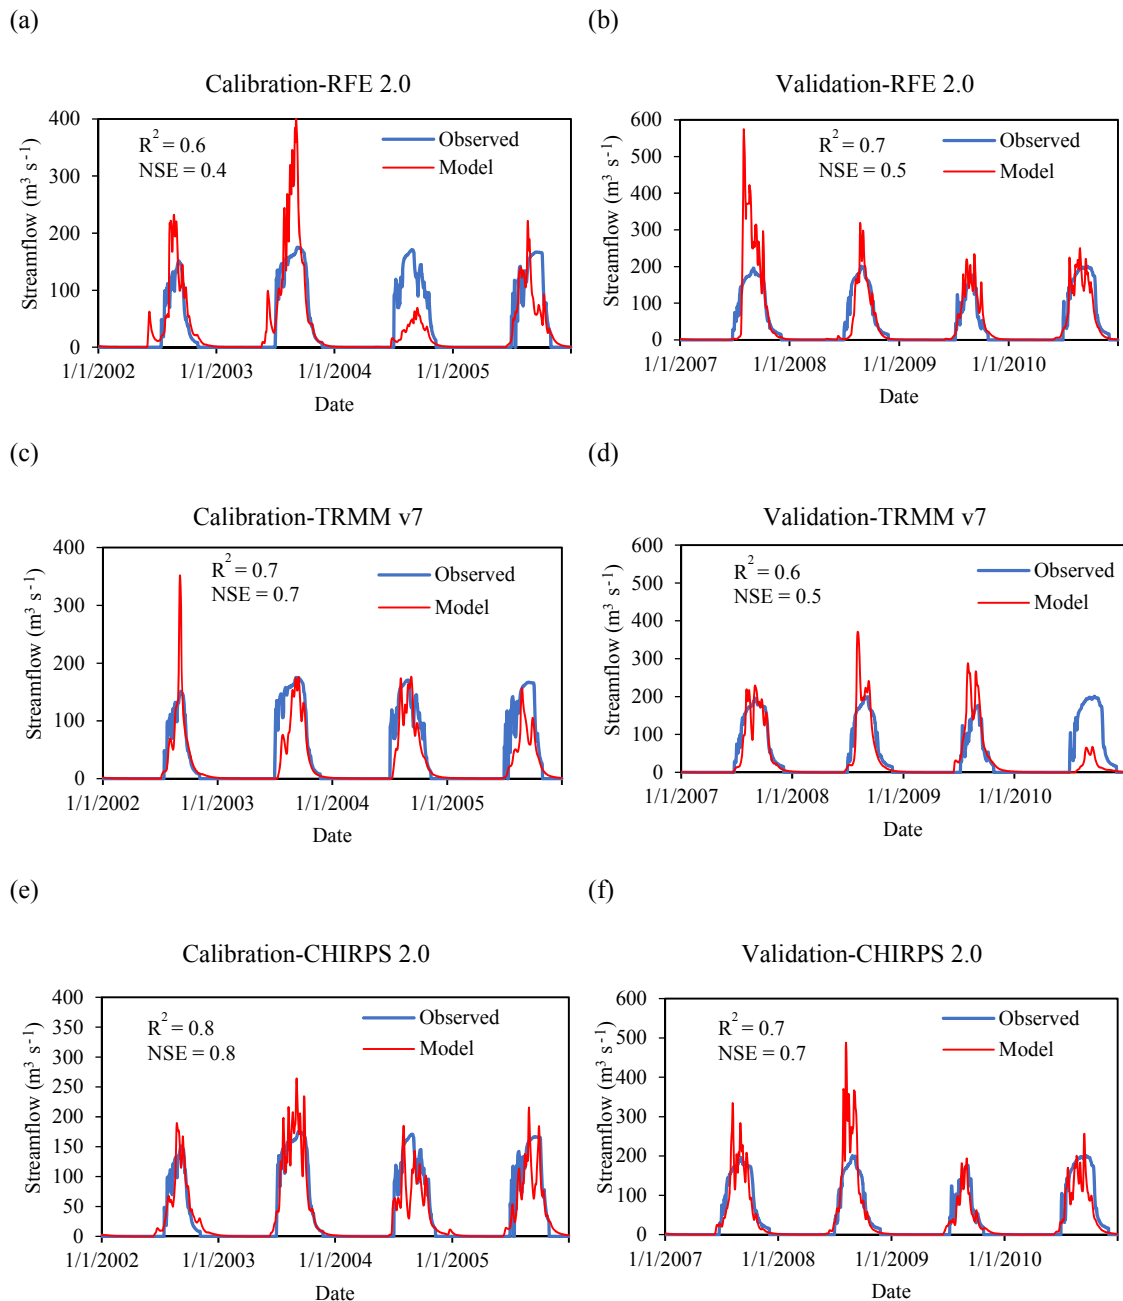 (a)
Calibration-RFE 2.0
400
300
200
100
0
Streamflow (m³ s⁻¹)
R² = 0.6
NSE = 0.4
Observed
Model
1/1/2002
1/1/2003
1/1/2004
1/1/2005
Date
(b)
Validation-RFE 2.0
600
500
400
300
200
100
0
Streamflow (m³ s⁻¹)
R² = 0.7
NSE = 0.5
Observed
Model
1/1/2007
1/1/2008
1/1/2009
1/1/2010
Date
(c)
Calibration-TRMM v7
400
300
200
100
0
Streamflow (m³ s⁻¹)
R² = 0.7
NSE = 0.7
Observed
Model
1/1/2002
1/1/2003
1/1/2004
1/1/2005
Date
(d)
Validation-TRMM v7
600
500
400
300
200
100
0
Streamflow (m³ s⁻¹)
R² = 0.6
NSE = 0.5
Observed
Model
1/1/2007
1/1/2008
1/1/2009
1/1/2010
Date
(e)
Calibration-CHIRPS 2.0
400
350
300
250
200
150
100
50
0
Streamflow (m³ s⁻¹)
R² = 0.8
NSE = 0.8
Observed
Model
1/1/2002
1/1/2003
1/1/2004
1/1/2005
Date
(f)
Validation-CHIRPS 2.0
600
500
400
300
200
100
0
Streamflow (m³ s⁻¹)
R² = 0.7
NSE = 0.7
Observed
Model
1/1/2007
1/1/2008
1/1/2009
1/1/2010
Date